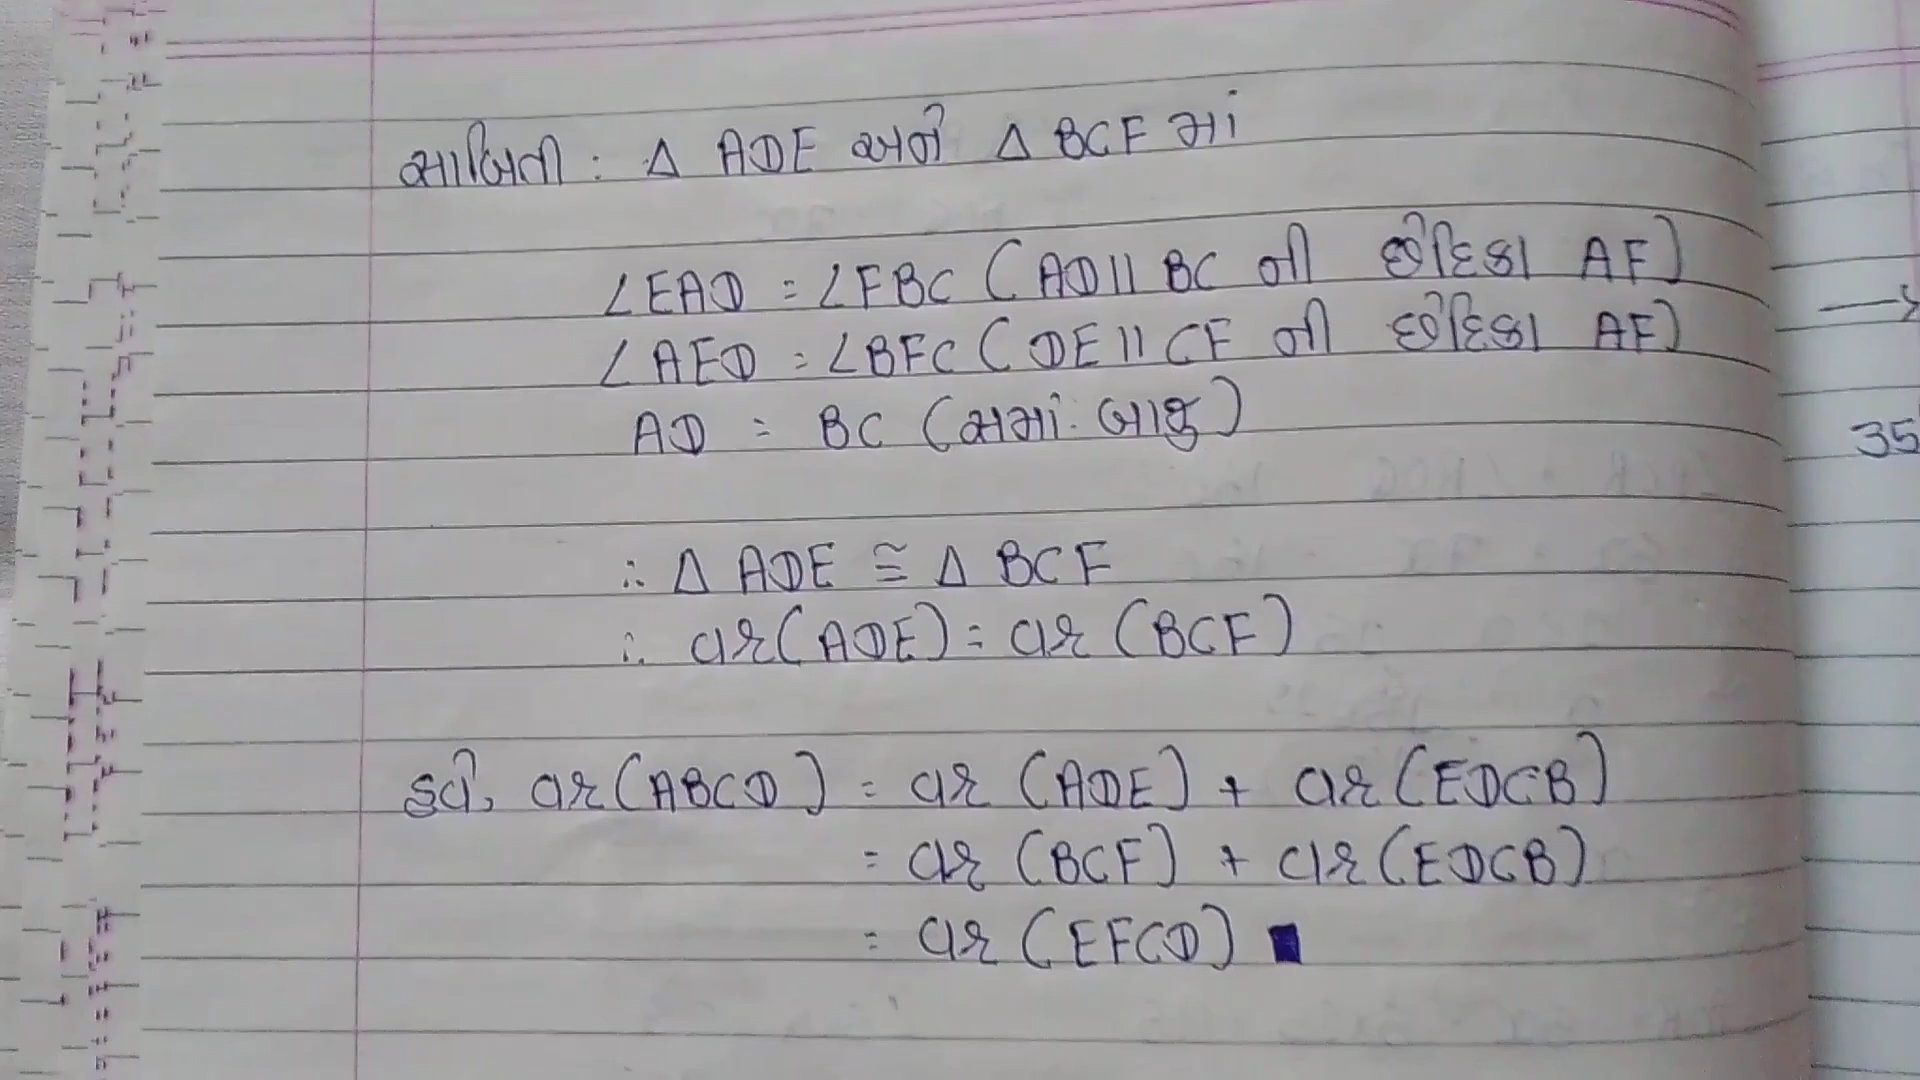 સાબિતી : Δ ADE અને Δ BCF માં
∠EAD = ∠FBC (AD ∥ BC ની છેદિકા AF)
∠AED = ∠BFC (DE ∥ CF ની છેદિકા AF)
AD = BC (સમાં. બાજુ)
∴ Δ ADE ≅ Δ BCF
∴ ar(ADE) = ar (BCF)
હવે, ar (ABCD) = ar (ADE) + ar (EDCB)
= ar (BCF) + ar (EDCB)
= ar (EFCD) ■
35